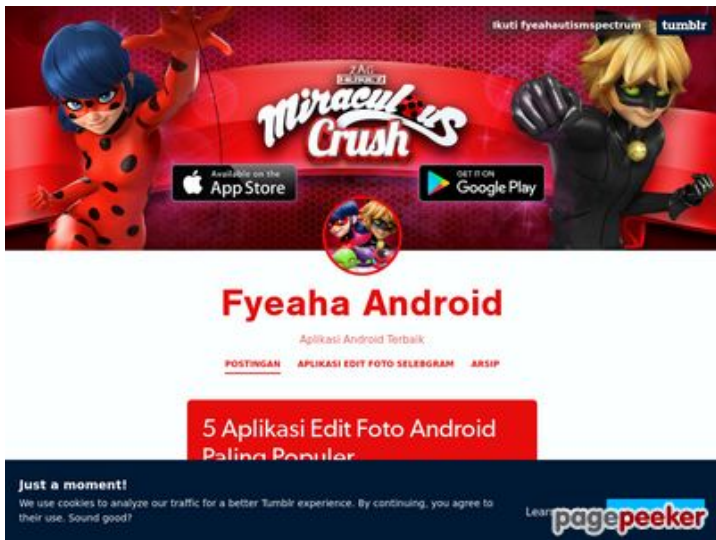 Ikuti fyeahautismspectrum tumblr
ZAG
Miraculous
Crush
Available on the
App Store
GET IT ON
Google Play
Fyeaha Android
Aplikasi Android Terbaik
POSTINGAN APLIKASI EDIT FOTO SELEBGRAM ARSIP
5 Aplikasi Edit Foto Android
Paling Populer
Just a moment!
We use cookies to analyze our traffic for a better Tumblr experience. By continuing, you agree to
their use. Sound good?
pagepeeker